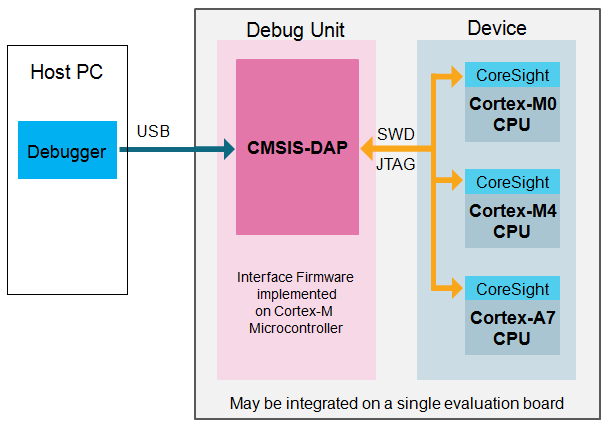 Host PC
Debugger
USB
Debug Unit
CMSIS-DAP
Interface Firmware
implemented
on Cortex-M
Microcontroller
SWD
JTAG
Device
CoreSight
Cortex-M0
CPU
CoreSight
Cortex-M4
CPU
CoreSight
Cortex-A7
CPU
May be integrated on a single evaluation board